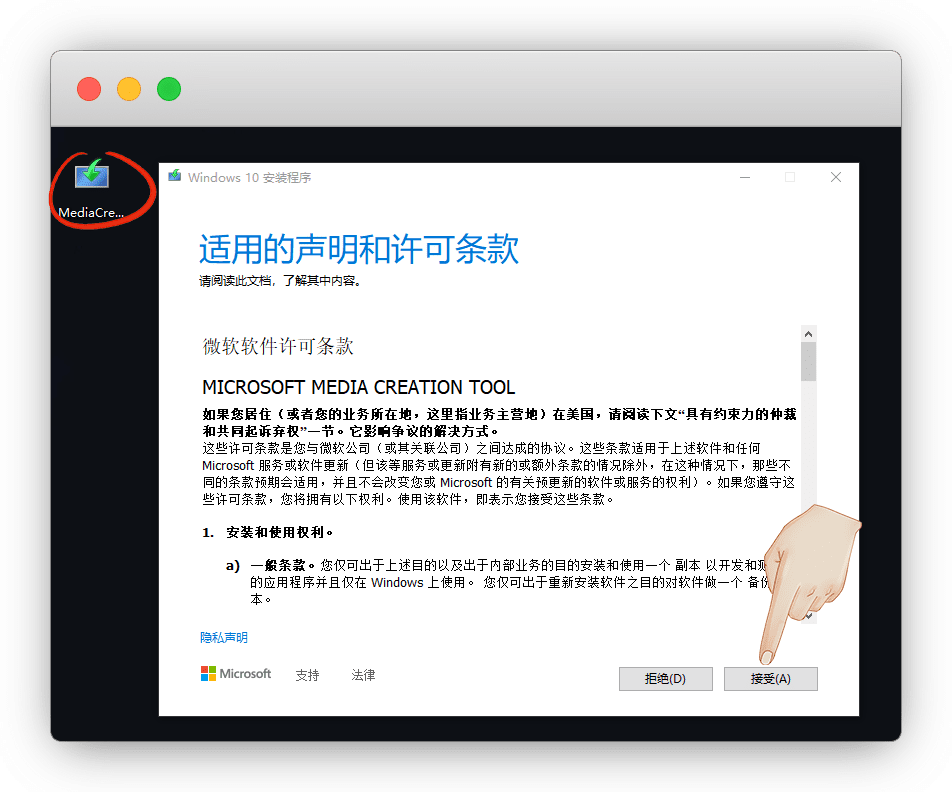 MediaCre...
Windows 10 安装程序
适用的声明和许可条款
请阅读此文档，了解其中内容。
微软软件许可条款
MICROSOFT MEDIA CREATION TOOL
如果您居住（或者您的业务所在地，这里指业务主营地）在美国，请阅读下文“具有约束力的仲裁
和共同起诉弃权”一节。它影响争议的解决方式。
这些许可条款是您与微软公司（或其关联公司）之间达成的协议。这些条款适用于上述软件和任何
Microsoft 服务或软件更新（但该等服务或更新附有新的或额外条款的情况除外，在这种情况下，那些不
同的条款预期会适用，并且不会改变您或 Microsoft 的有关预更新的软件或服务的权利）。如果您遵守这
些许可条款，您将拥有以下权利。使用该软件，即表示您接受这些条款。
1. 安装和使用权利。
a) 一般条款。您仅可出于上述目的以及出于内部业务的目的安装和使用一个 副本 以开发和
的应用程序并且仅在 Windows 上使用。 您仅可出于重新安装软件之目的对软件做一个 备份
本。
隐私声明
Microsoft 支持 法律
拒绝(D) 接受(A)